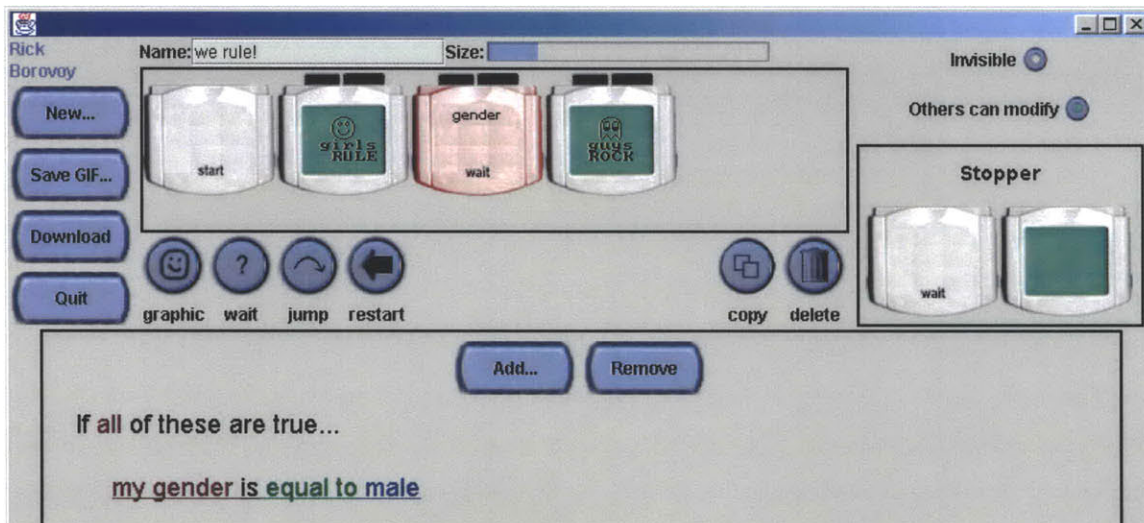 Rick
Borovoy
Name: we rule!
Size:
Invisible
New...
Others can modify
gender
girls
RULE
guys
ROCK
start
wait
Save GIF...
Stopper
Download
wait
?
Quit
graphic wait jump restart
copy delete
Add... Remove
If all of these are true...
my gender is equal to male